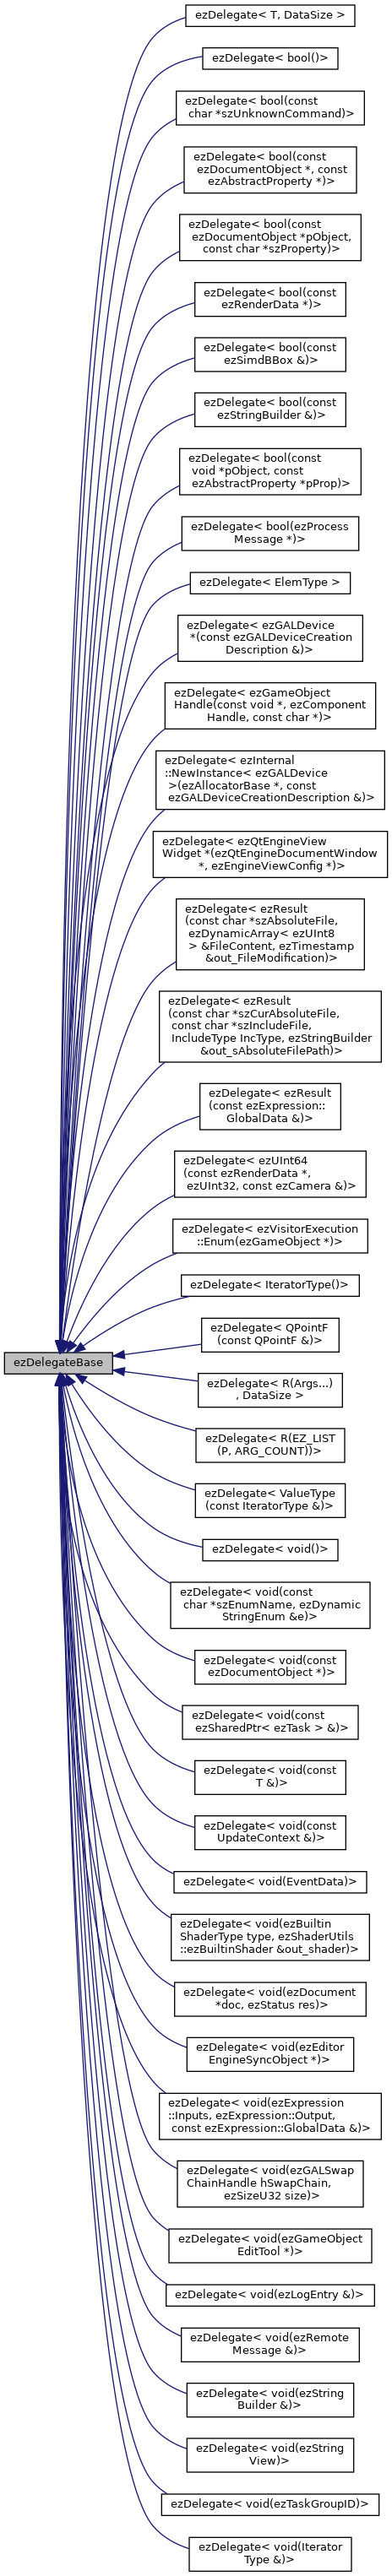 ezDelegate< T, DataSize >
ezDelegate< bool()>
ezDelegate< bool(const
char *szUnknownCommand)>
ezDelegate< bool(const
ezDocumentObject *, const
ezAbstractProperty *)>
ezDelegate< bool(const
ezDocumentObject *pObject,
const char *szProperty)>
ezDelegate< bool(const
ezRenderData *)>
ezDelegate< bool(const
ezSimdBBox &)>
ezDelegate< bool(const
ezStringBuilder &)>
ezDelegate< bool(const
void *pObject, const
ezAbstractProperty *pProp)>
ezDelegate< bool(ezProcess
Message *)>
ezDelegate< ElemType >
ezDelegate< ezGALDevice
*(const ezGALDeviceCreation
Description &)>
ezDelegate< ezGameObject
Handle(const void *, ezComponent
Handle, const char *)>
ezDelegate< ezInternal
::NewInstance< ezGALDevice
>(ezAllocatorBase *, const
ezGALDeviceCreationDescription &)>
ezDelegate< ezQtEngineView
Widget *(ezQtEngineDocumentWindow
*, ezEngineViewConfig *)>
ezDelegate< ezResult
(const char *szAbsoluteFile,
ezDynamicArray< ezUInt8
> &FileContent, ezTimestamp
&out_FileModification)>
ezDelegate< ezResult
(const char *szCurAbsoluteFile,
const char *szIncludeFile,
IncludeType IncType, ezStringBuilder
&out_sAbsoluteFilePath)>
ezDelegate< ezResult
(const ezExpression::
GlobalData &)>
ezDelegate< ezUInt64
(const ezRenderData *,
ezUInt32, const ezCamera &)>
ezDelegate< ezVisitorExecution
::Enum(ezGameObject *)>
ezDelegate< IteratorType()>
ezDelegate< QPointF
(const QPointF &)>
ezDelegateBase
ezDelegate< R(Args...)
, DataSize >
ezDelegate< R(EZ_LIST
(P, ARG_COUNT))>
ezDelegate< ValueType
(const IteratorType &)>
ezDelegate< void()>
ezDelegate< void(const
char *szEnumName, ezDynamic
StringEnum &e)>
ezDelegate< void(const
ezDocumentObject *)>
ezDelegate< void(const
ezSharedPtr< ezTask > &)>
ezDelegate< void(const
T &)>
ezDelegate< void(const
UpdateContext &)>
ezDelegate< void(EventData)>
ezDelegate< void(ezBuiltin
ShaderType type, ezShaderUtils
::ezBuiltinShader &out_shader)>
ezDelegate< void(ezDocument
*doc, ezStatus res)>
ezDelegate< void(ezEditor
EngineSyncObject *)>
ezDelegate< void(ezExpression
::Inputs, ezExpression::Output,
const ezExpression::GlobalData &)>
ezDelegate< void(ezGALSwap
ChainHandle hSwapChain,
ezSizeU32 size)>
ezDelegate< void(ezGameObject
EditTool *)>
ezDelegate< void(ezLogEntry &)>
ezDelegate< void(ezRemote
Message &)>
ezDelegate< void(ezString
Builder &)>
ezDelegate< void(ezString
View)>
ezDelegate< void(ezTaskGroupID)>
ezDelegate< void(Iterator
Type &)>